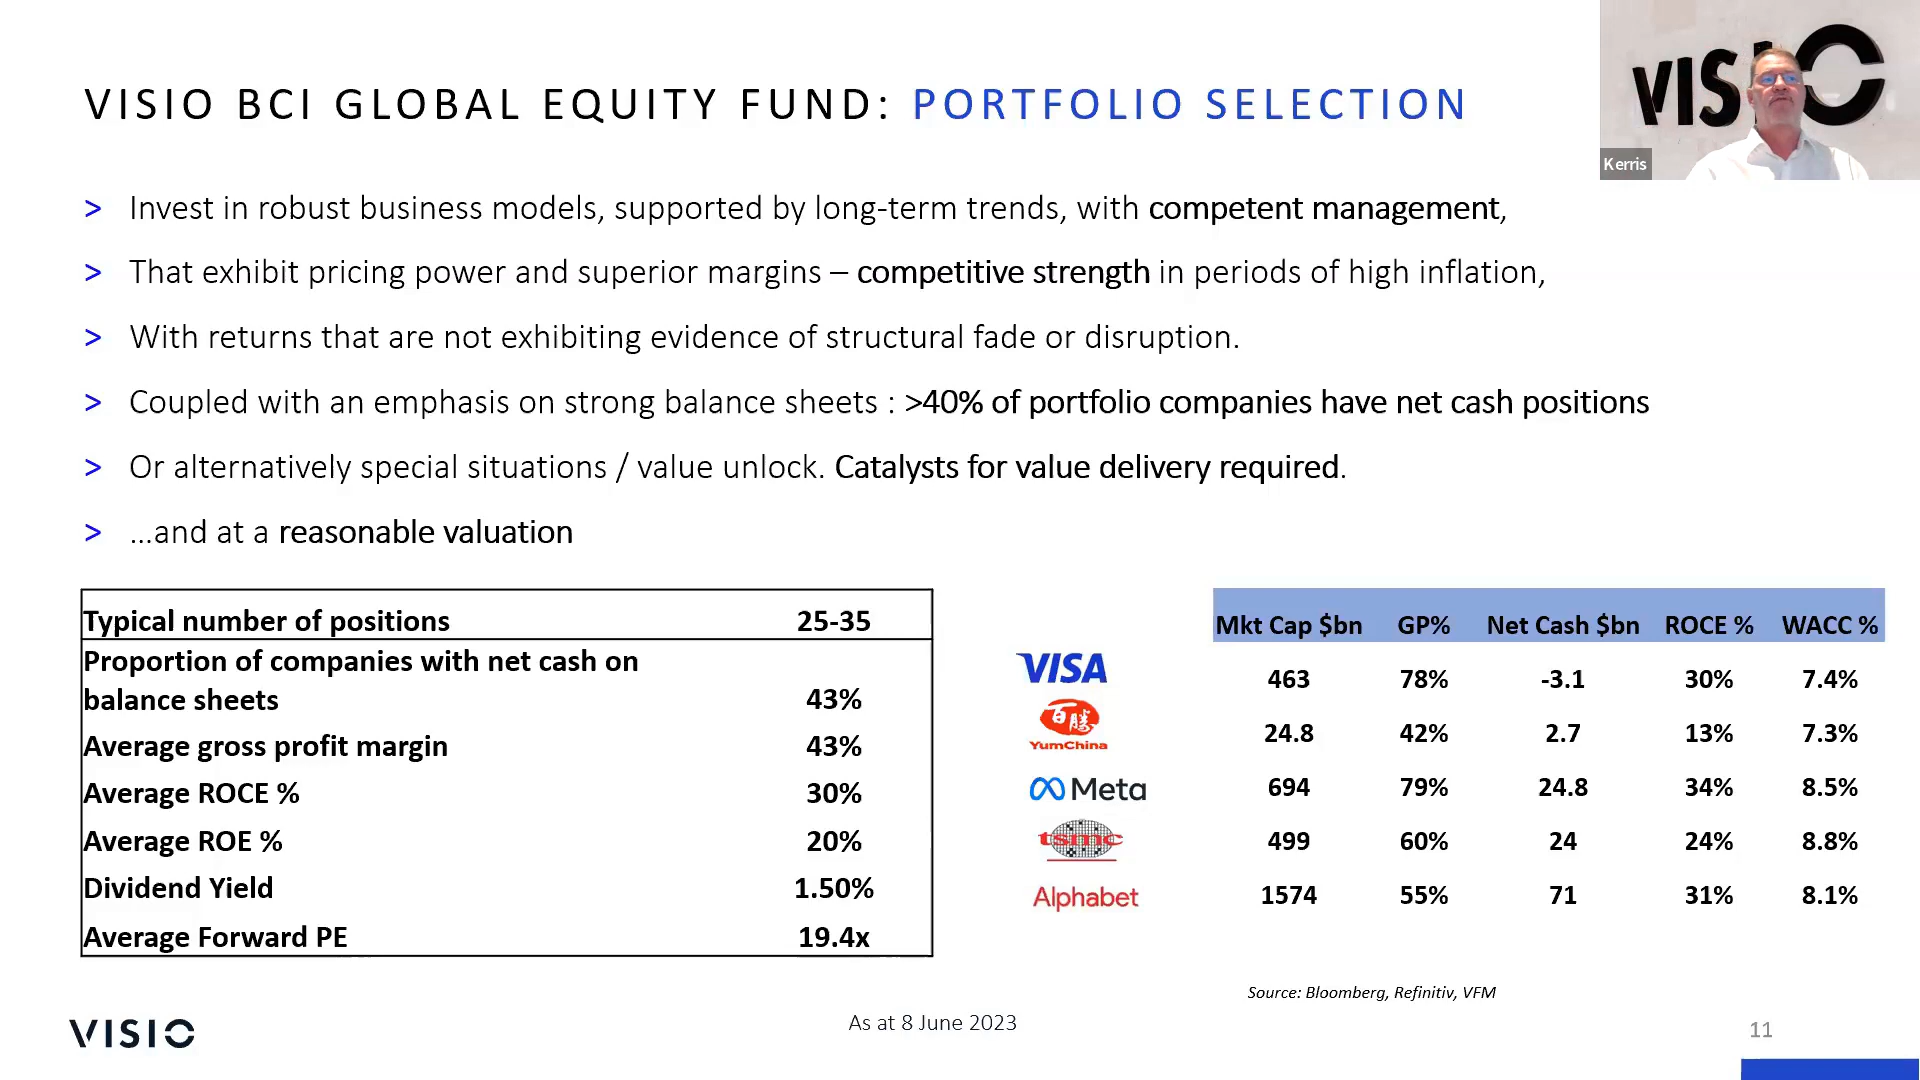 VISIO BCI GLOBAL EQUITY FUND: PORTFOLIO SELECTION
VISIO
Kerris
> Invest in robust business models, supported by long-term trends, with competent management,
> That exhibit pricing power and superior margins – competitive strength in periods of high inflation,
> With returns that are not exhibiting evidence of structural fade or disruption.
> Coupled with an emphasis on strong balance sheets : >40% of portfolio companies have net cash positions
> Or alternatively special situations / value unlock. Catalysts for value delivery required.
> ...and at a reasonable valuation
Typical number of positions 25-35
Proportion of companies with net cash on
balance sheets 43%
Average gross profit margin 43%
Average ROCE % 30%
Average ROE % 20%
Dividend Yield 1.50%
Average Forward PE 19.4x
Mkt Cap $bn GP% Net Cash $bn ROCE % WACC %
VISA 463 78% -3.1 30% 7.4%
百勝
YumChina 24.8 42% 2.7 13% 7.3%
Meta 694 79% 24.8 34% 8.5%
tsmc 499 60% 24 24% 8.8%
Alphabet 1574 55% 71 31% 8.1%
Source: Bloomberg, Refinitiv, VFM
VISIO
As at 8 June 2023
11